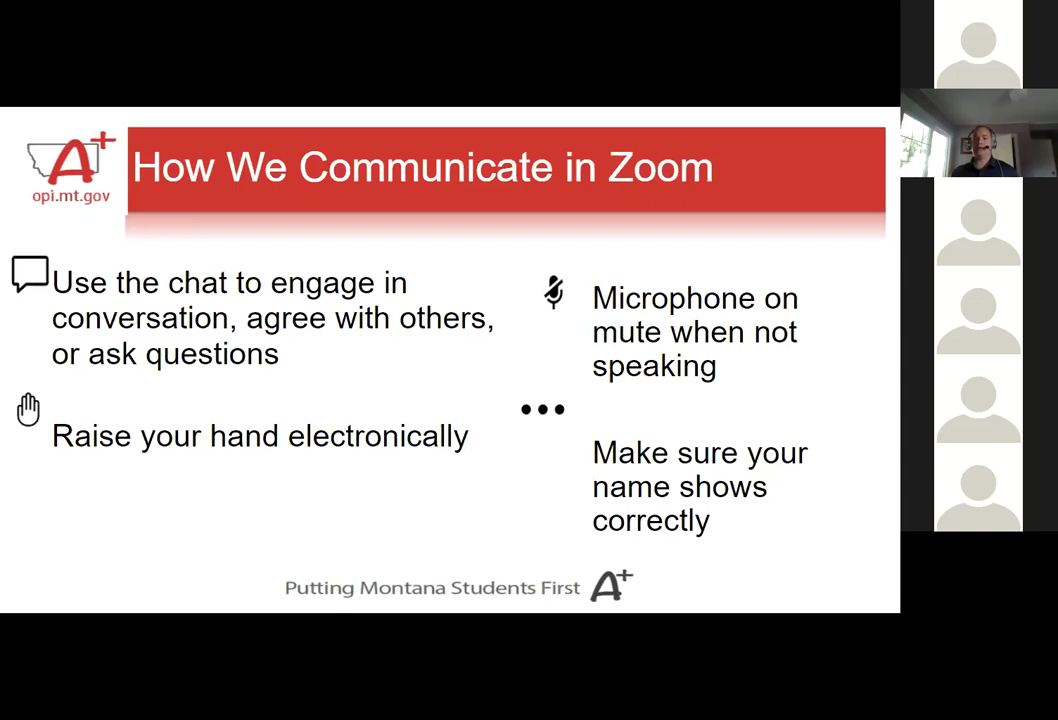 A+
opi.mt.gov
How We Communicate in Zoom
Use the chat to engage in
conversation, agree with others,
or ask questions
Raise your hand electronically
Microphone on
mute when not
speaking
Make sure your
name shows
correctly
Putting Montana Students First A+